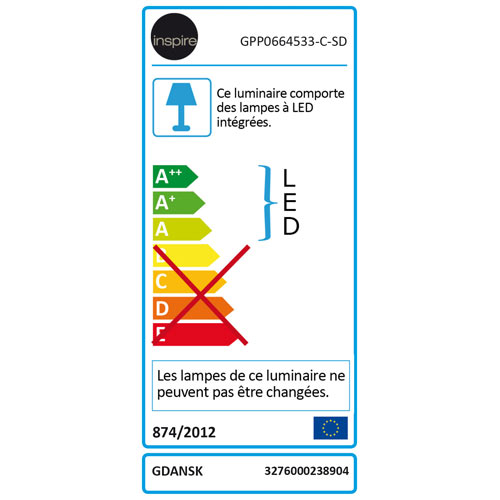 inspire
GPP0664533-C-SD
Ce luminaire comporte
des lampes à LED
intégrées.
A++
A+
A
B
C
D
E
L
E
D
Les lampes de ce luminaire ne
peuvent pas être changées.
874/2012
GDANSK 3276000238904